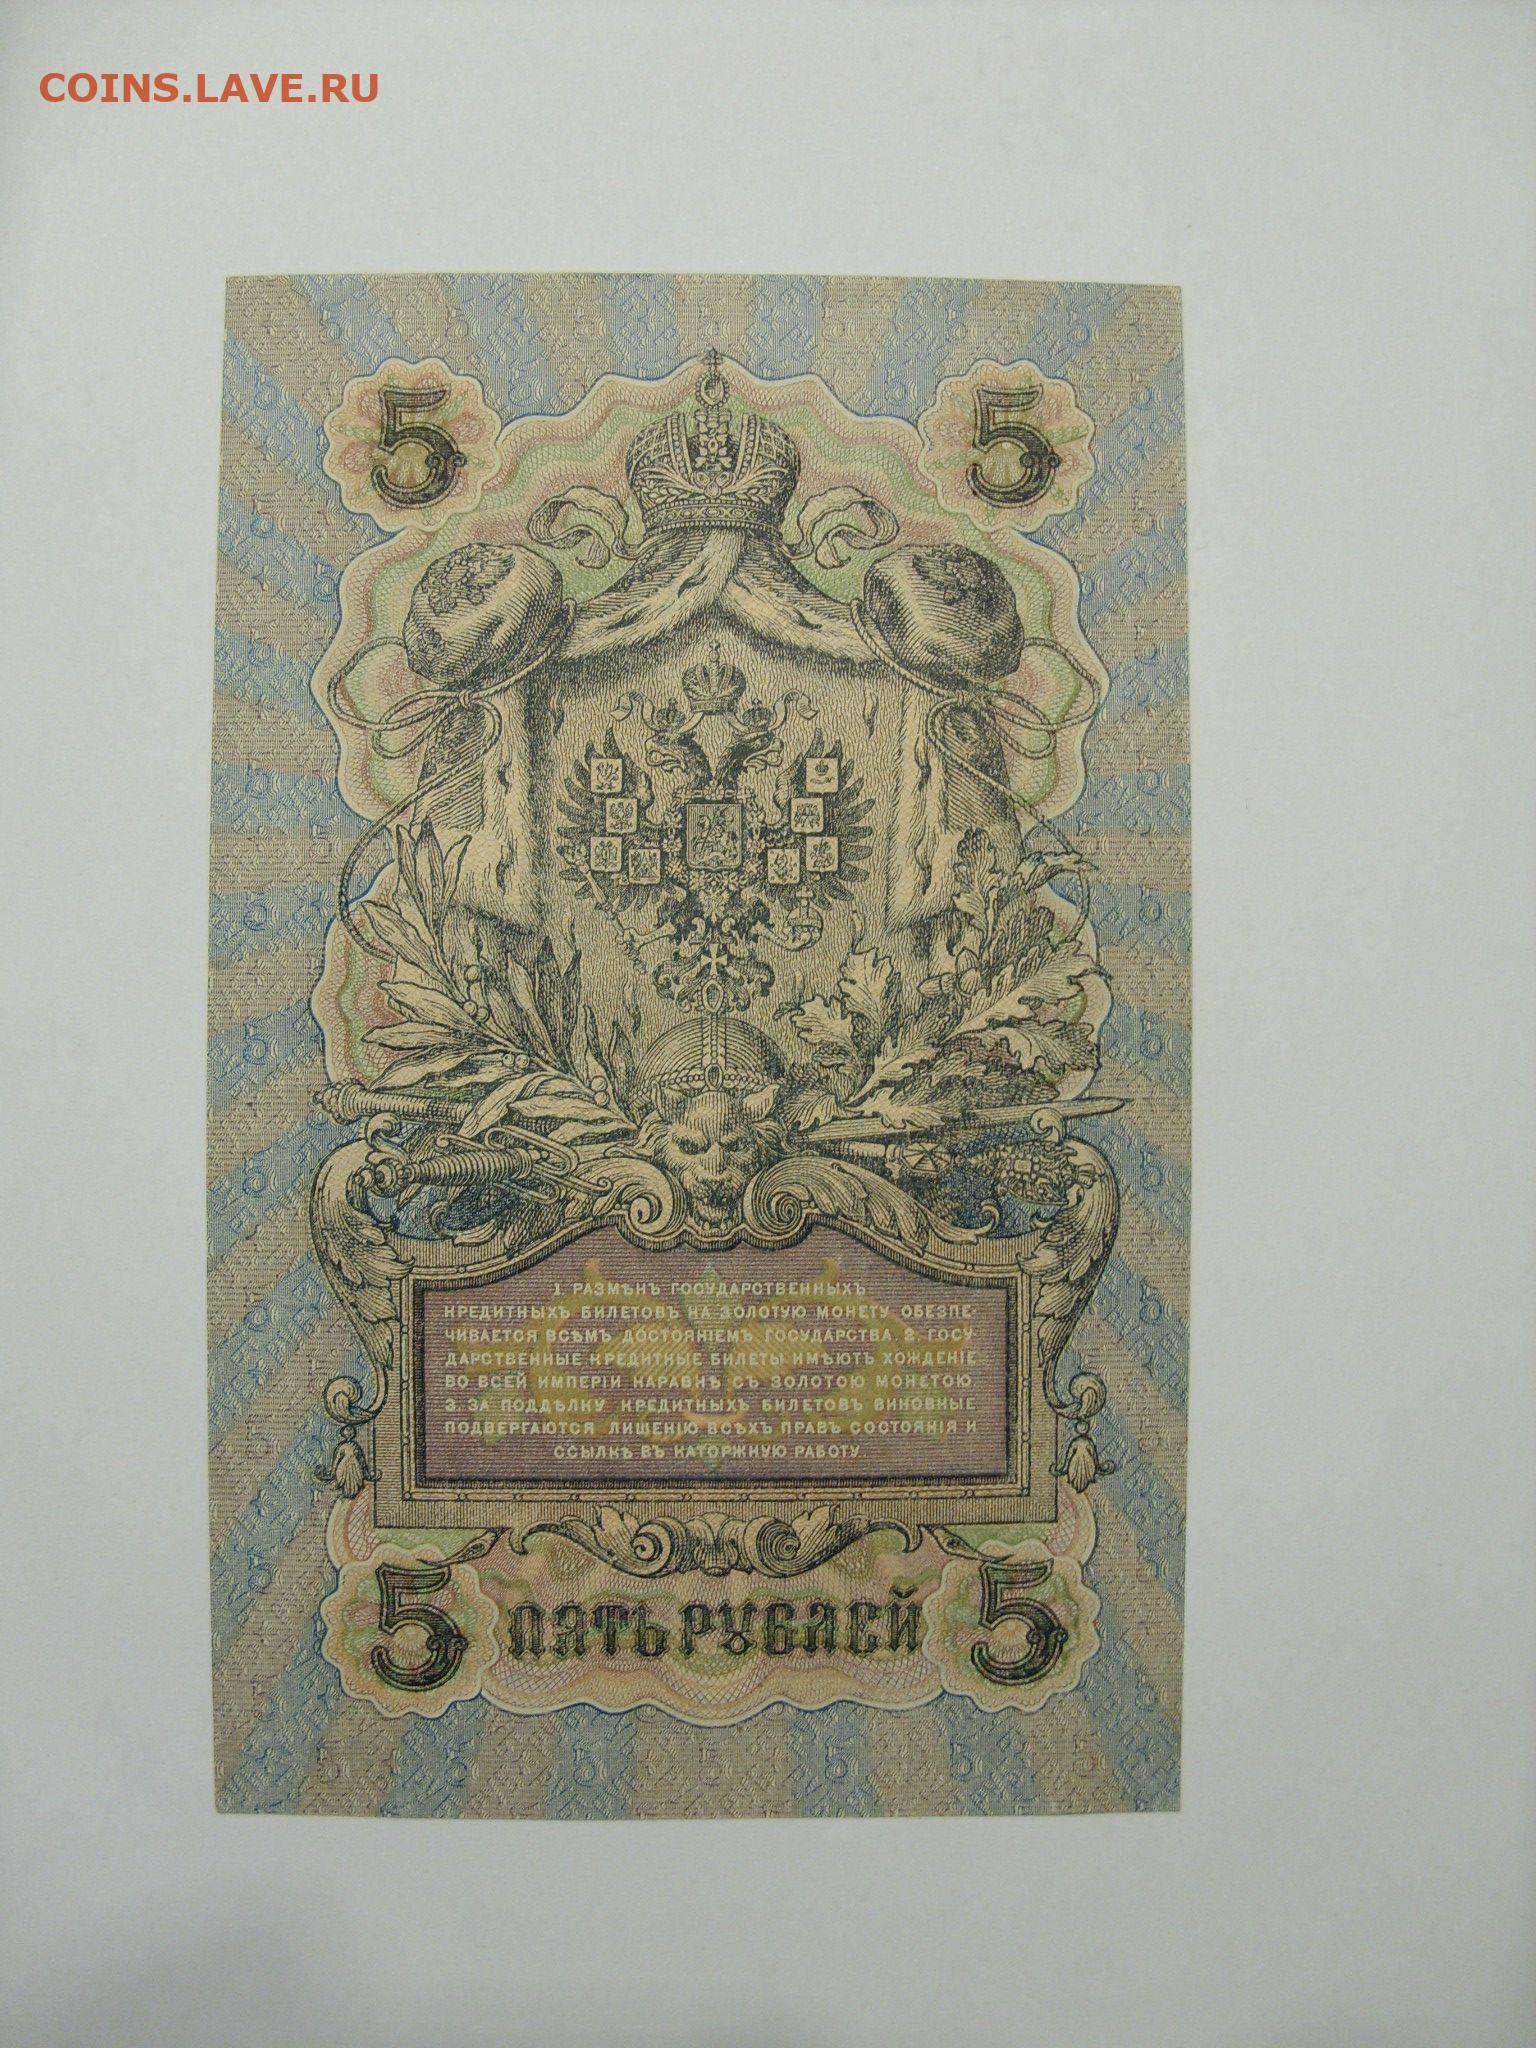 COINS.LAVE.RU
5 5
1. РАЗМѢНЪ ГОСУДАРСТВЕННЫХЪ
КРЕДИТНЫХЪ БИЛЕТОВЪ НА ЗОЛОТУЮ МОНЕТУ ОБЕЗПЕ-
ЧИВАЕТСЯ ВСѢМЪ ДОСТОЯНІЕМЪ ГОСУДАРСТВА. 2. ГОСУ-
ДАРСТВЕННЫЕ КРЕДИТНЫЕ БИЛЕТЫ ИМѢЮТЪ ХОЖДЕНІЕ
ВО ВСЕЙ ИМПЕРІИ НАРАВНѢ СЪ ЗОЛОТОЮ МОНЕТОЮ.
3. ЗА ПОДДѢЛКУ КРЕДИТНЫХЪ БИЛЕТОВЪ ВИНОВНЫЕ
ПОДВЕРГАЮТСЯ ЛИШЕНІЮ ВСѢХЪ ПРАВЪ СОСТОЯНІЯ И
ССЫЛКѢ ВЪ КАТОРЖНУЮ РАБОТУ
5 ПЯТЬ РУБЛЕЙ 5